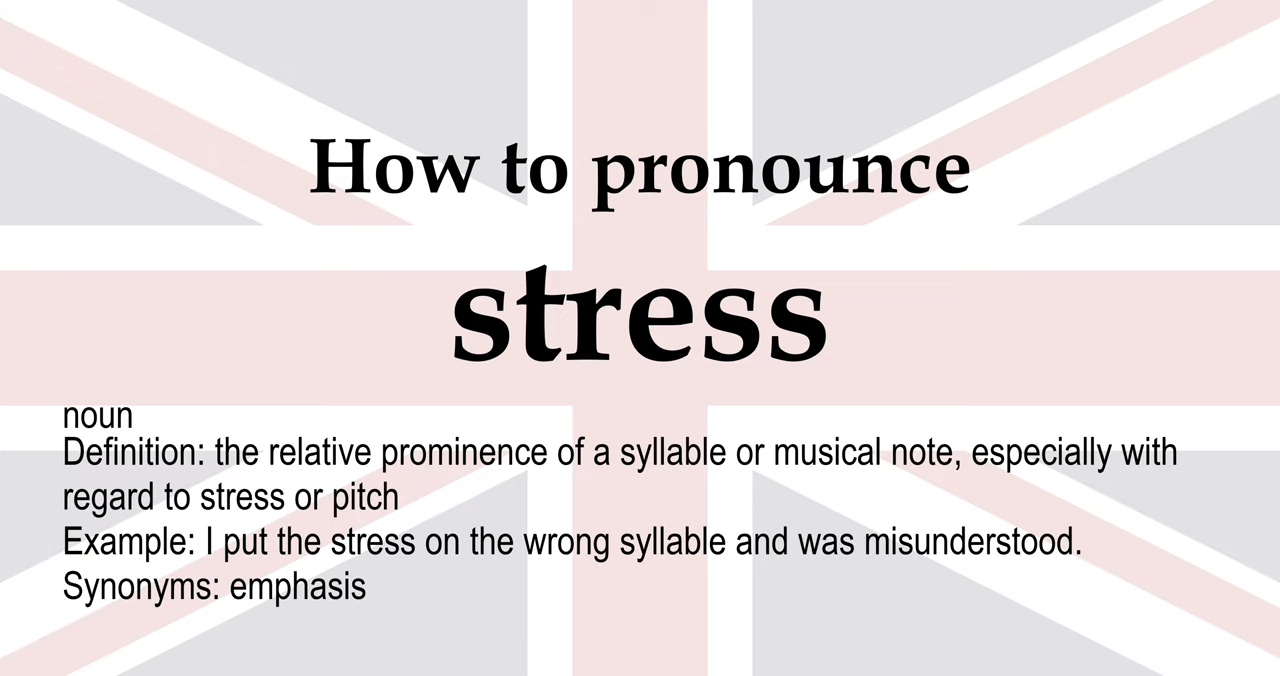 How to pronounce
stress
noun
Definition: the relative prominence of a syllable or musical note, especially with
regard to stress or pitch
Example: I put the stress on the wrong syllable and was misunderstood.
Synonyms: emphasis